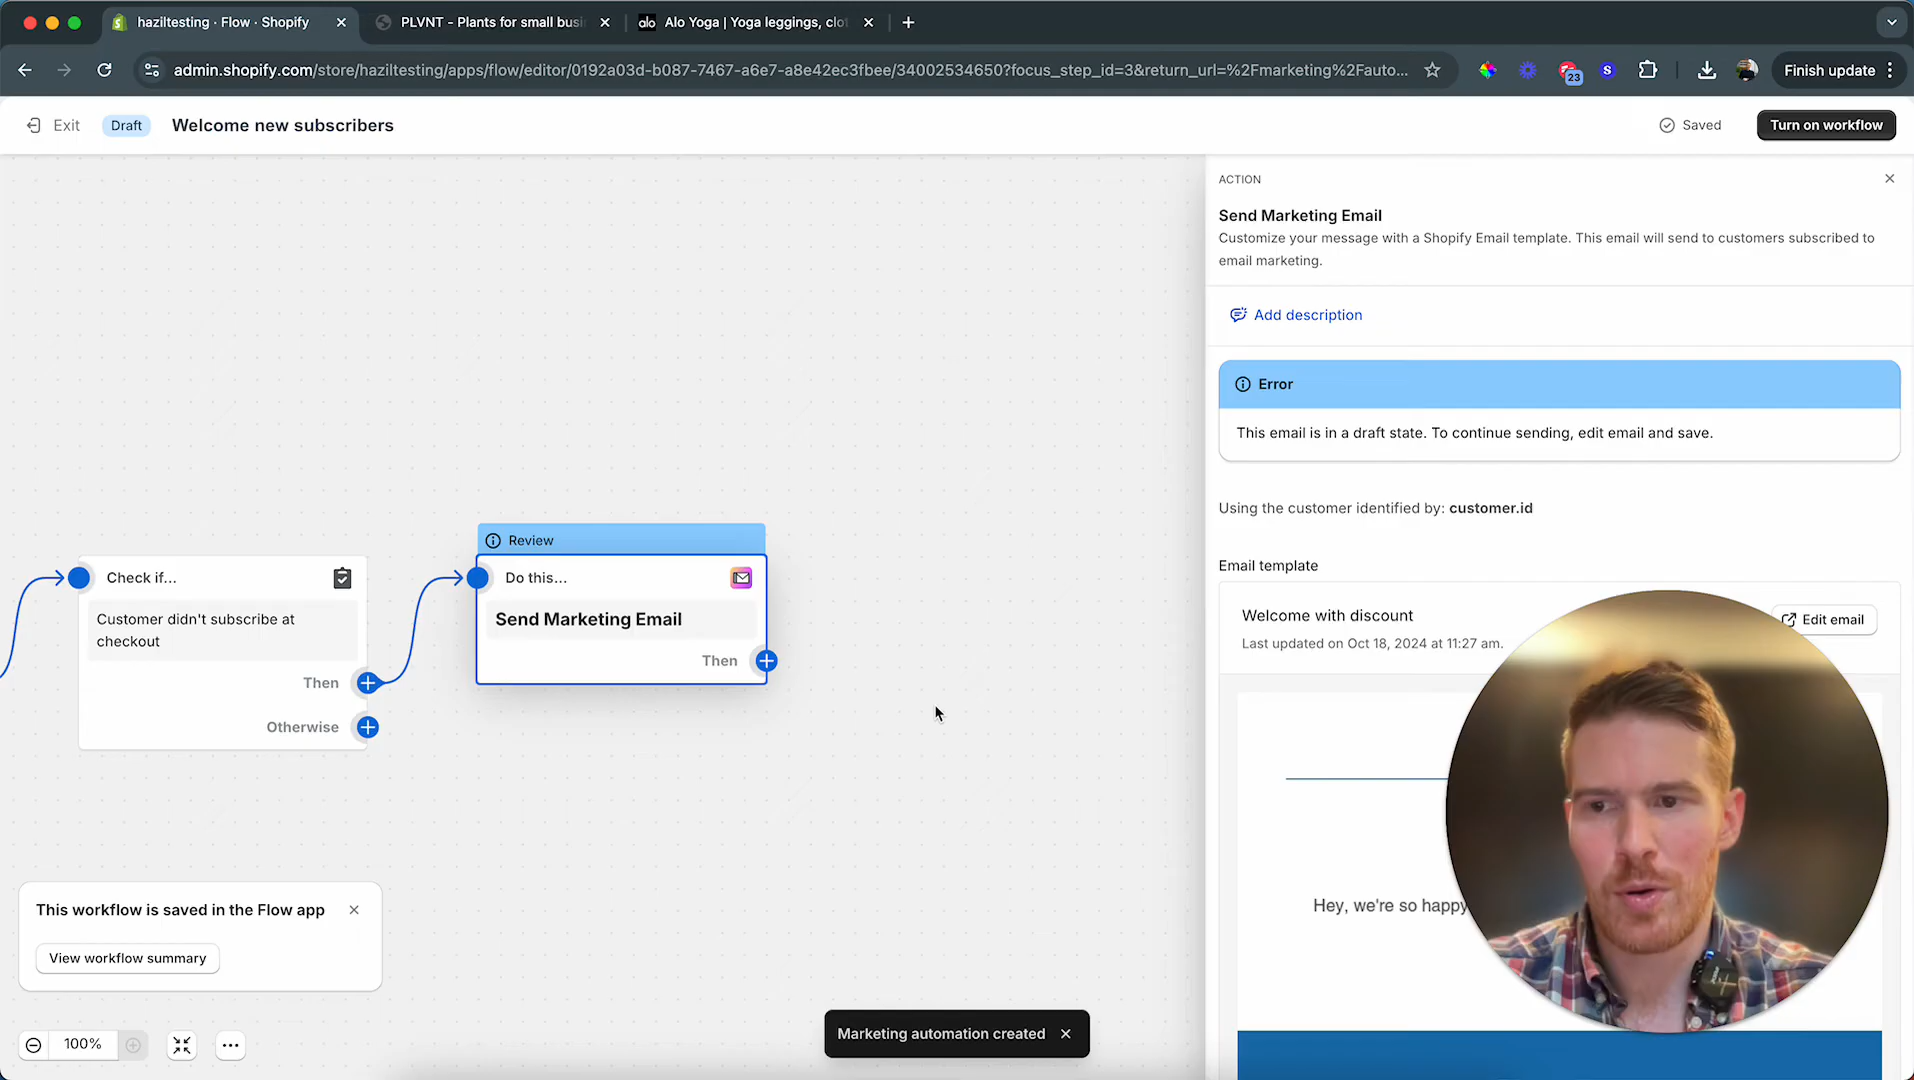 haziltesting · Flow · Shopify
PLVNT - Plants for small busi
alo
Alo Yoga | Yoga leggings, clot
admin.shopify.com/store/haziltesting/apps/flow/editor/0192a03d-b087-7467-a6e7-a8e42ec3fbee/34002534650?focus_step_id=3&return_url=%2Fmarketing%2Fauto...
23
S
Finish update
Exit
Draft
Welcome new subscribers
Saved
Turn on workflow
ACTION
Send Marketing Email
Customize your message with a Shopify Email template. This email will send to customers subscribed to
email marketing.
Add description
Error
This email is in a draft state. To continue sending, edit email and save.
Using the customer identified by: customer.id
Email template
Welcome with discount
Edit email
Last updated on Oct 18, 2024 at 11:27 am.
Hey, we're so happy
Check if...
Customer didn't subscribe at
checkout
Then
Otherwise
Review
Do this...
Send Marketing Email
Then
This workflow is saved in the Flow app
View workflow summary
100%
Marketing automation created